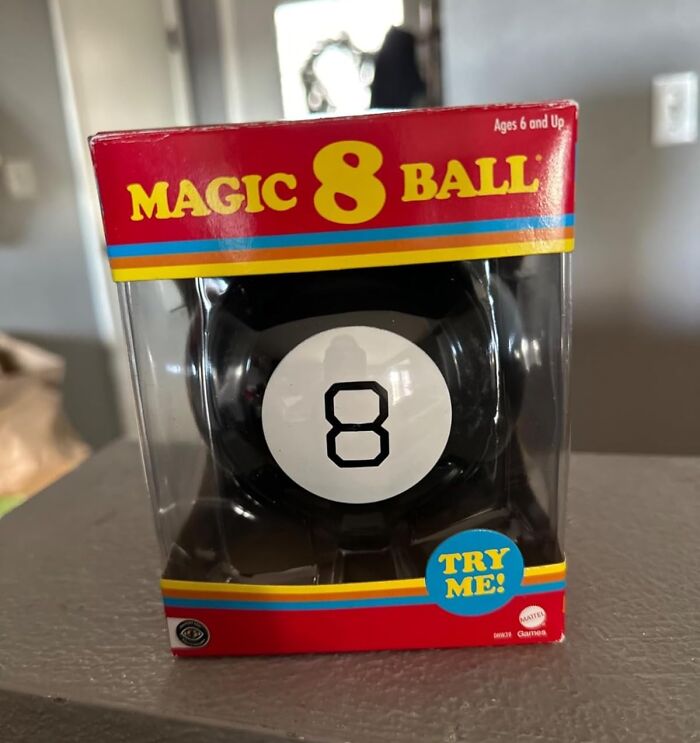 Ages 6 and Up
MAGIC 8 BALL
8
TRY
ME!
MATTEL
Games